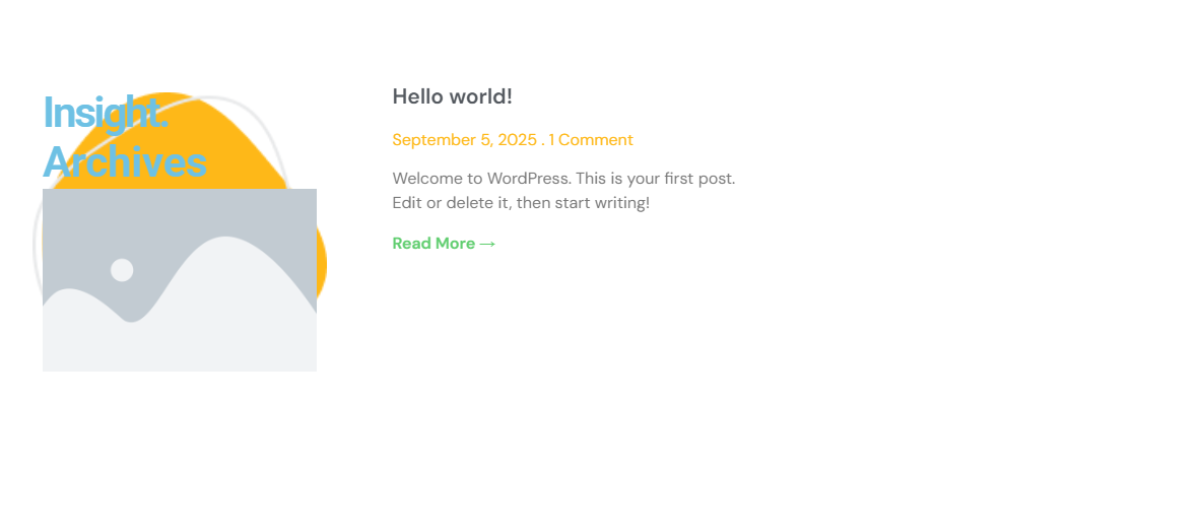 Insight.
Archives
Hello world!
September 5, 2025 . 1 Comment
Welcome to WordPress. This is your first post.
Edit or delete it, then start writing!
Read More →